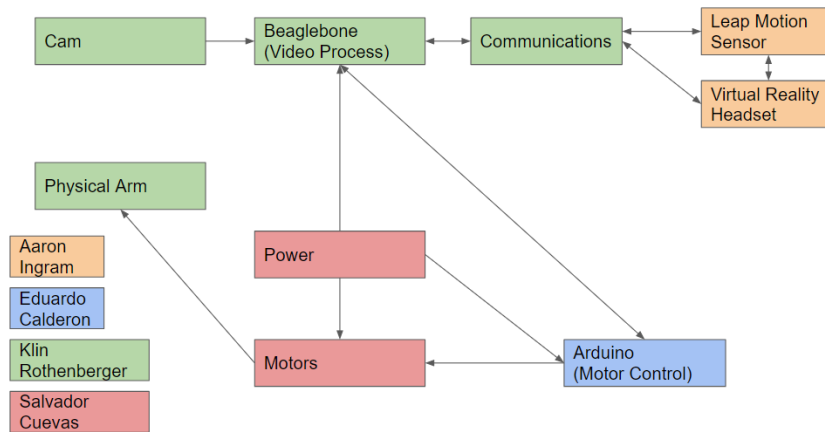 Cam
Beaglebone
(Video Process)
Communications
Leap Motion
Sensor
Virtual Reality
Headset
Physical Arm
Power
Motors
Arduino
(Motor Control)
Aaron
Ingram
Eduardo
Calderon
Klin
Rothenberger
Salvador
Cuevas